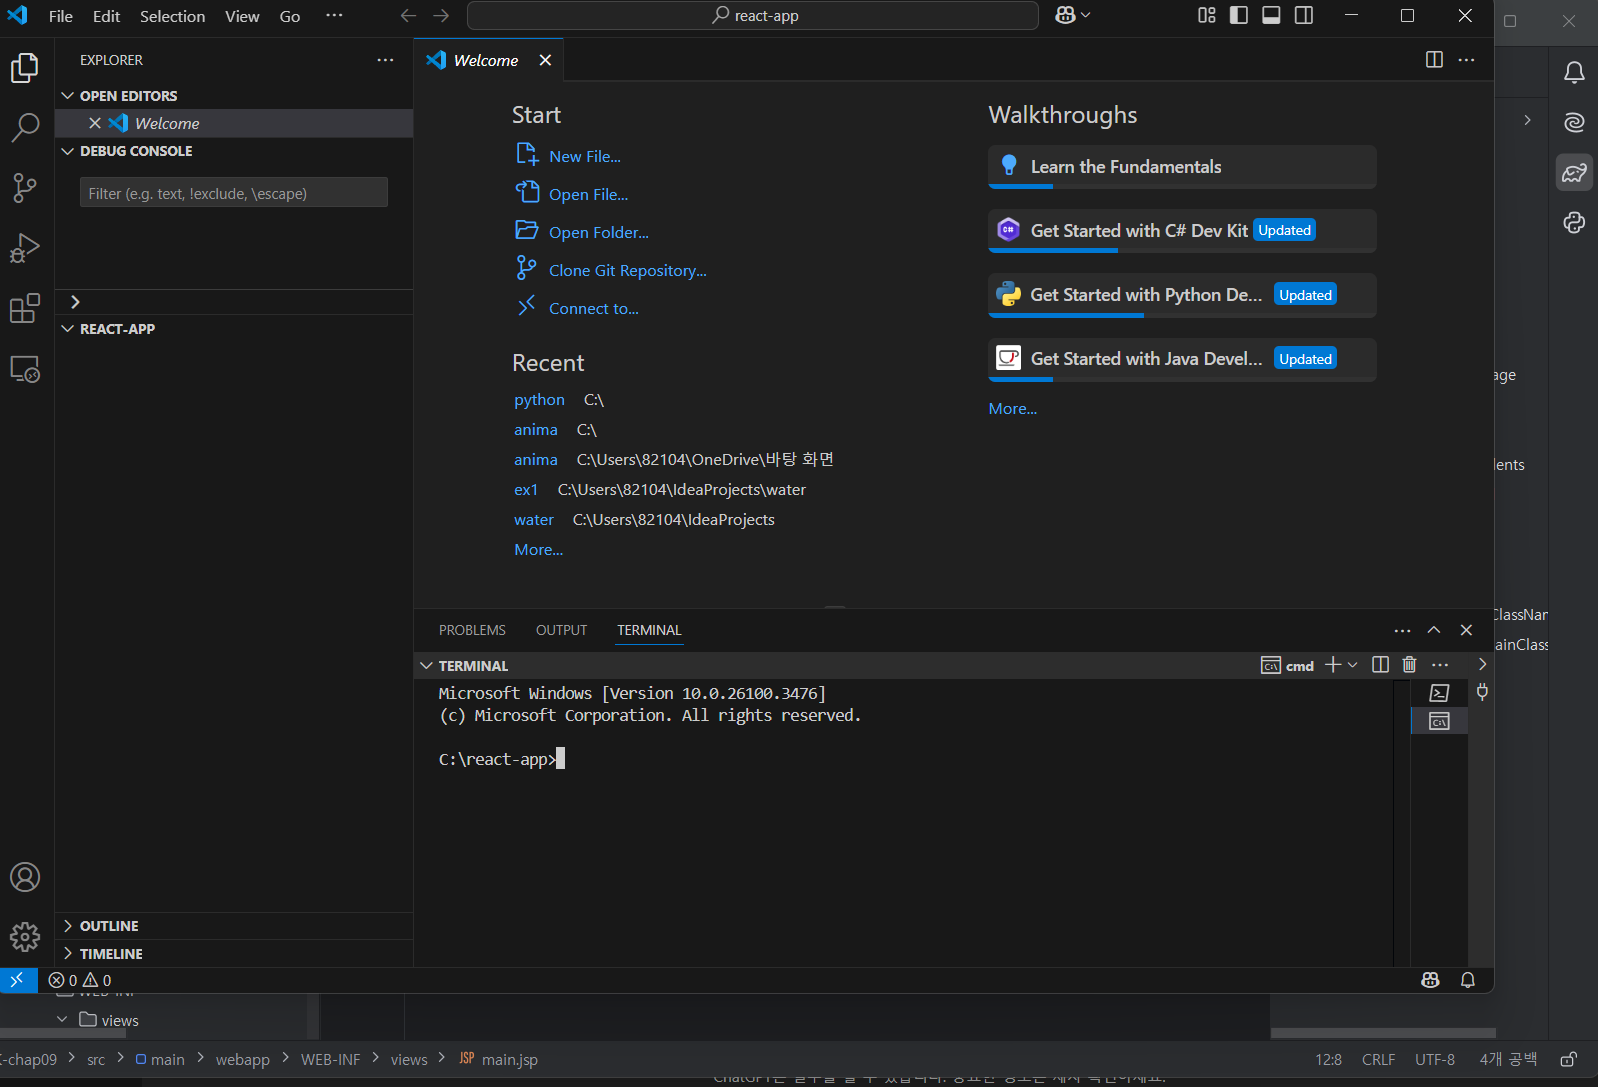 File Edit Selection View Go ···
react-app
EXPLORER
OPEN EDITORS
Welcome
DEBUG CONSOLE
Filter (e.g. text, !exclude, \escape)
REACT-APP
OUTLINE
TIMELINE
Welcome
Start
New File...
Open File...
Open Folder...
Clone Git Repository...
Connect to...
Recent
python C:\
anima C:\
anima C:\Users\82104\OneDrive\바탕 화면
ex1 C:\Users\82104\IdeaProjects\water
water C:\Users\82104\IdeaProjects
More...
Walkthroughs
Learn the Fundamentals
Get Started with C# Dev Kit Updated
Get Started with Python De... Updated
Get Started with Java Devel... Updated
More...
PROBLEMS OUTPUT TERMINAL
TERMINAL
cmd
Microsoft Windows [Version 10.0.26100.3476]
(c) Microsoft Corporation. All rights reserved.
C:\react-app>
0 0
age
ents
ClassNar
ainClass
WEB-INF
views
-chap09 > src > main > webapp > WEB-INF > views > JSP main.jsp
12:8 CRLF UTF-8 4개 공백